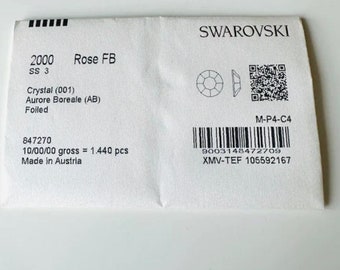 SWAROVSKI
2000 Rose FB
SS 3
Crystal (001)
Aurore Boreale (AB)
Foiled
M-P4-C4
847270
10/00/00 gross = 1.440 pcs
Made in Austria
9003148472709
XMV-TEF 105592167